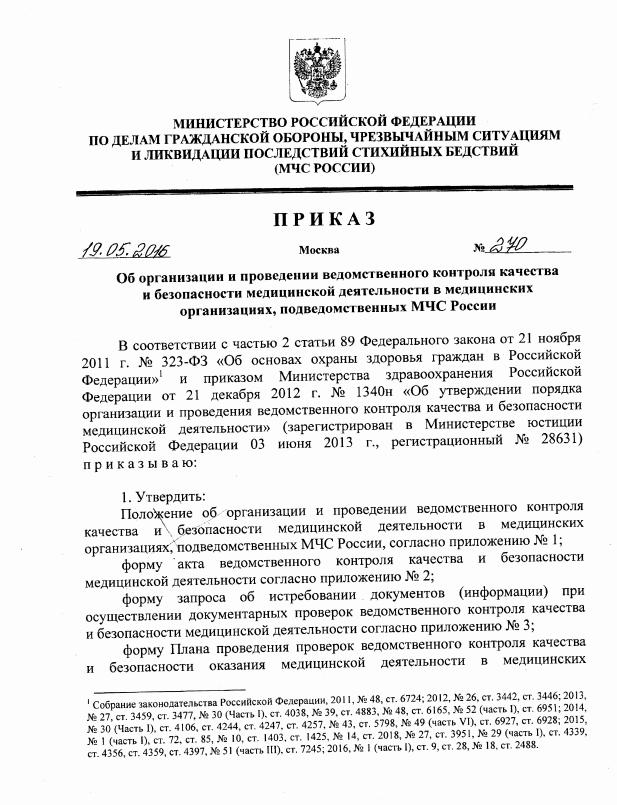 МИНИСТЕРСТВО РОССИЙСКОЙ ФЕДЕРАЦИИ
ПО ДЕЛАМ ГРАЖДАНСКОЙ ОБОРОНЫ, ЧРЕЗВЫЧАЙНЫМ СИТУАЦИЯМ
И ЛИКВИДАЦИИ ПОСЛЕДСТВИЙ СТИХИЙНЫХ БЕДСТВИЙ
(МЧС РОССИИ)
ПРИКАЗ
19.05.2016 Москва № 270
Об организации и проведении ведомственного контроля качества
и безопасности медицинской деятельности в медицинских
организациях, подведомственных МЧС России
В соответствии с частью 2 статьи 89 Федерального закона от 21 ноября
2011 г. № 323-ФЗ «Об основах охраны здоровья граждан в Российской
Федерации»¹ и приказом Министерства здравоохранения Российской
Федерации от 21 декабря 2012 г. № 1340н «Об утверждении порядка
организации и проведения ведомственного контроля качества и безопасности
медицинской деятельности» (зарегистрирован в Министерстве юстиции
Российской Федерации 03 июня 2013 г., регистрационный № 28631)
приказываю:
1. Утвердить:
Положение об организации и проведении ведомственного контроля
качества и безопасности медицинской деятельности в медицинских
организациях, подведомственных МЧС России, согласно приложению № 1;
форму акта ведомственного контроля качества и безопасности
медицинской деятельности согласно приложению № 2;
форму запроса об истребовании документов (информации) при
осуществлении документарных проверок ведомственного контроля качества
и безопасности медицинской деятельности согласно приложению № 3;
форму Плана проведения проверок ведомственного контроля качества
и безопасности оказания медицинской деятельности в медицинских
¹ Собрание законодательства Российской Федерации, 2011, № 48, ст. 6724; 2012, № 26, ст. 3442, ст. 3446; 2013,
№ 27, ст. 3459, ст. 3477, № 30 (Часть I), ст. 4038, № 39, ст. 4883, № 48, ст. 6165, № 52 (часть I), ст. 6951; 2014,
№ 30 (Часть I), ст. 4106, ст. 4244, ст. 4247, ст. 4257, № 43, ст. 5798, № 49 (часть VI), ст. 6927, ст. 6928; 2015,
№ 1 (часть I), ст. 72, ст. 85, № 10, ст. 1403, ст. 1425, № 14, ст. 2018, № 27, ст. 3951, № 29 (часть I), ст. 4339,
ст. 4356, ст. 4359, ст. 4397, № 51 (часть III), ст. 7245; 2016, № 1 (часть I), ст. 9, ст. 28, № 18, ст. 2488.